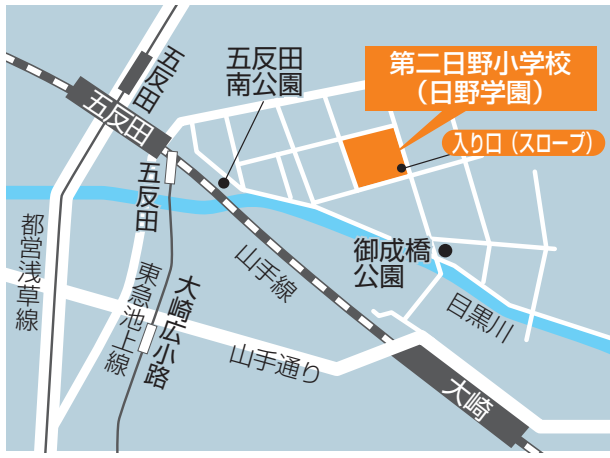 五反田
五反田
南公園
第二日野小学校
（日野学園）
入り口（スロープ）
五反田
五反田
都営浅草線
東急池上線
大崎広小路
山手線
御成橋
公園
目黒川
山手通り
大崎